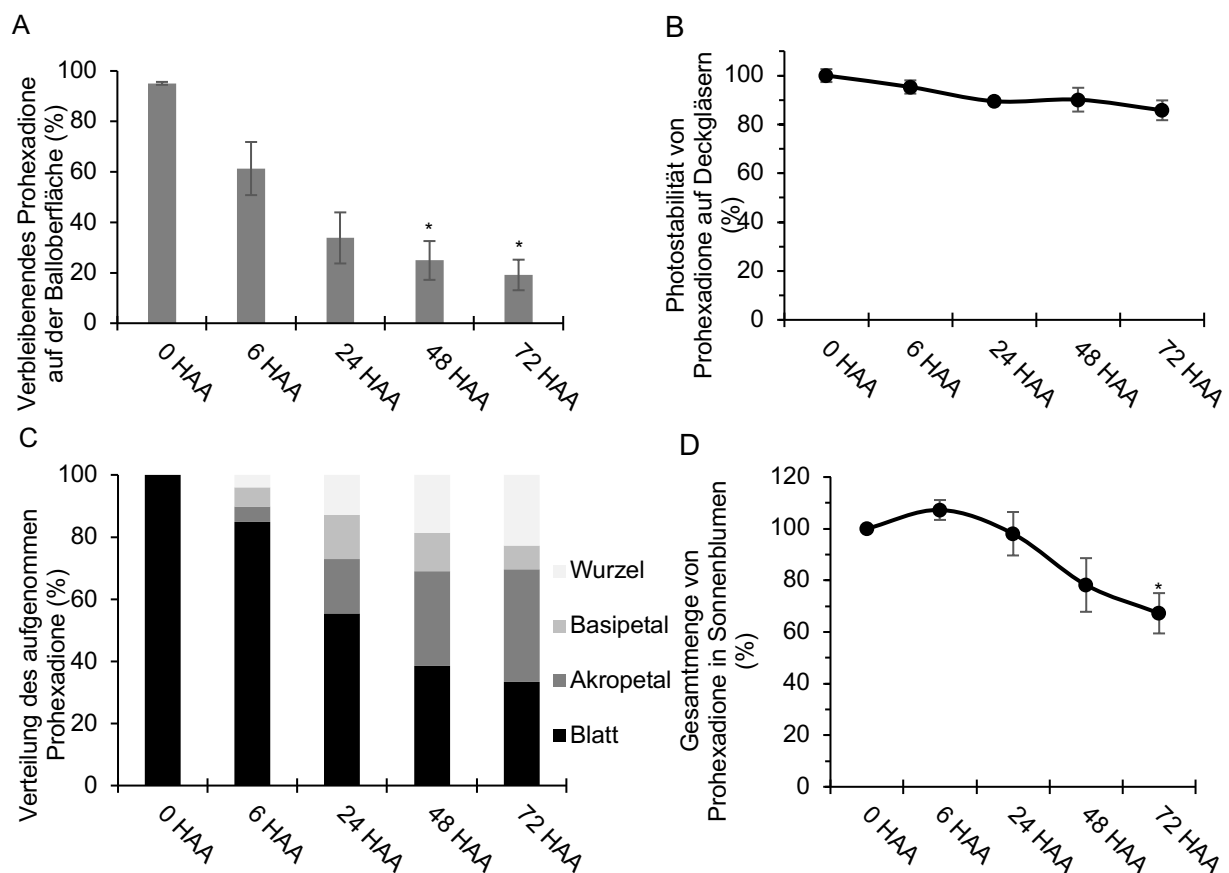 A
Verbleibenendes Prohexadione
auf der Balloberfläche (%)
100
80
60
40
20
0
*
*
0 HAA
6 HAA
24 HAA
48 HAA
72 HAA
B
Photostabilität von
Prohexadione auf Deckgläsern
(%)
100
80
60
40
20
0
0 HAA
6 HAA
24 HAA
48 HAA
72 HAA
C
Verteilung des aufgenommen
Prohexadione (%)
100
80
60
40
20
0
0 HAA
6 HAA
24 HAA
48 HAA
72 HAA
Wurzel
Basipetal
Akropetal
Blatt
D
Gesamtmenge von
Prohexadione in Sonnenblumen
(%)
120
100
80
60
40
20
0
*
0 HAA
6 HAA
24 HAA
48 HAA
72 HAA